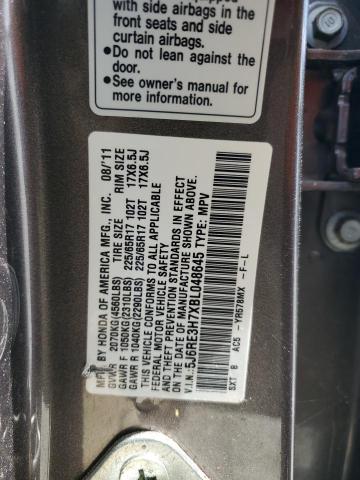 with side airbags in the
front seats and side
curtain airbags.
•Do not lean against the
door.
•See owner's manual for
more information.
MFD. BY HONDA OF AMERICA MFG., INC. 08/'11
TIRE SIZE RIM SIZE
GVWR 2070KG(4560LBS)
GAWR F 1050KG(2310LBS) 225/65R17 102T 17X6.5J
GAWR R 1040KG(2290LBS) 225/65R17 102T 17X6.5J
THIS VEHICLE CONFORMS TO ALL APPLICABLE
FEDERAL MOTOR VEHICLE SAFETY
AND THEFT PREVENTION STANDARDS IN EFFECT
ON THE DATE OF MANUFACTURE SHOWN ABOVE.
V.I.N.: 5J6RE3H7XBL048645 TYPE: MPV
SXT B AC5 -YR578MX -F-L
10